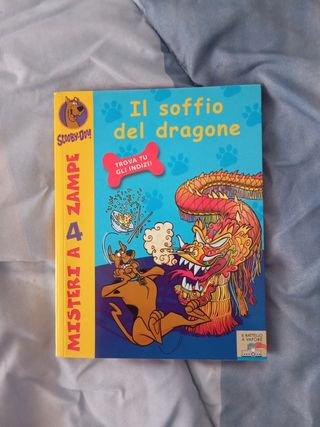 SCOOBY-DOO!
MISTERI A 4 ZAMPE
Il soffio
del dragone
TROVA TU
GLI INDIZI!
IL BATTELLO
A VAPORE